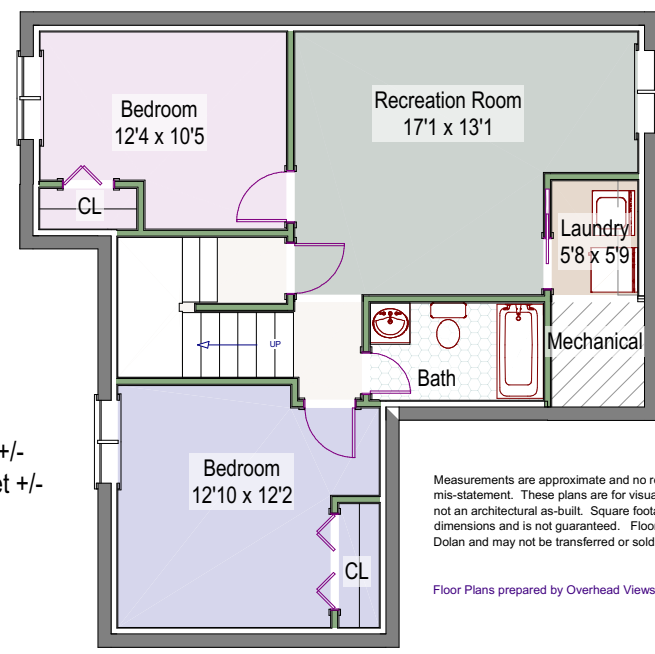 Bedroom
12'4 x 10'5
Recreation Room
17'1 x 13'1
CL
Laundry
5'8 x 5'9
UP
Mechanical
Bath
+/-
et +/-
Bedroom
12'10 x 12'2
CL
Measurements are approximate and no re
mis-statement. These plans are for visua
not an architectural as-built. Square foota
dimensions and is not guaranteed. Floor
Dolan and may not be transferred or sold
Floor Plans prepared by Overhead Views